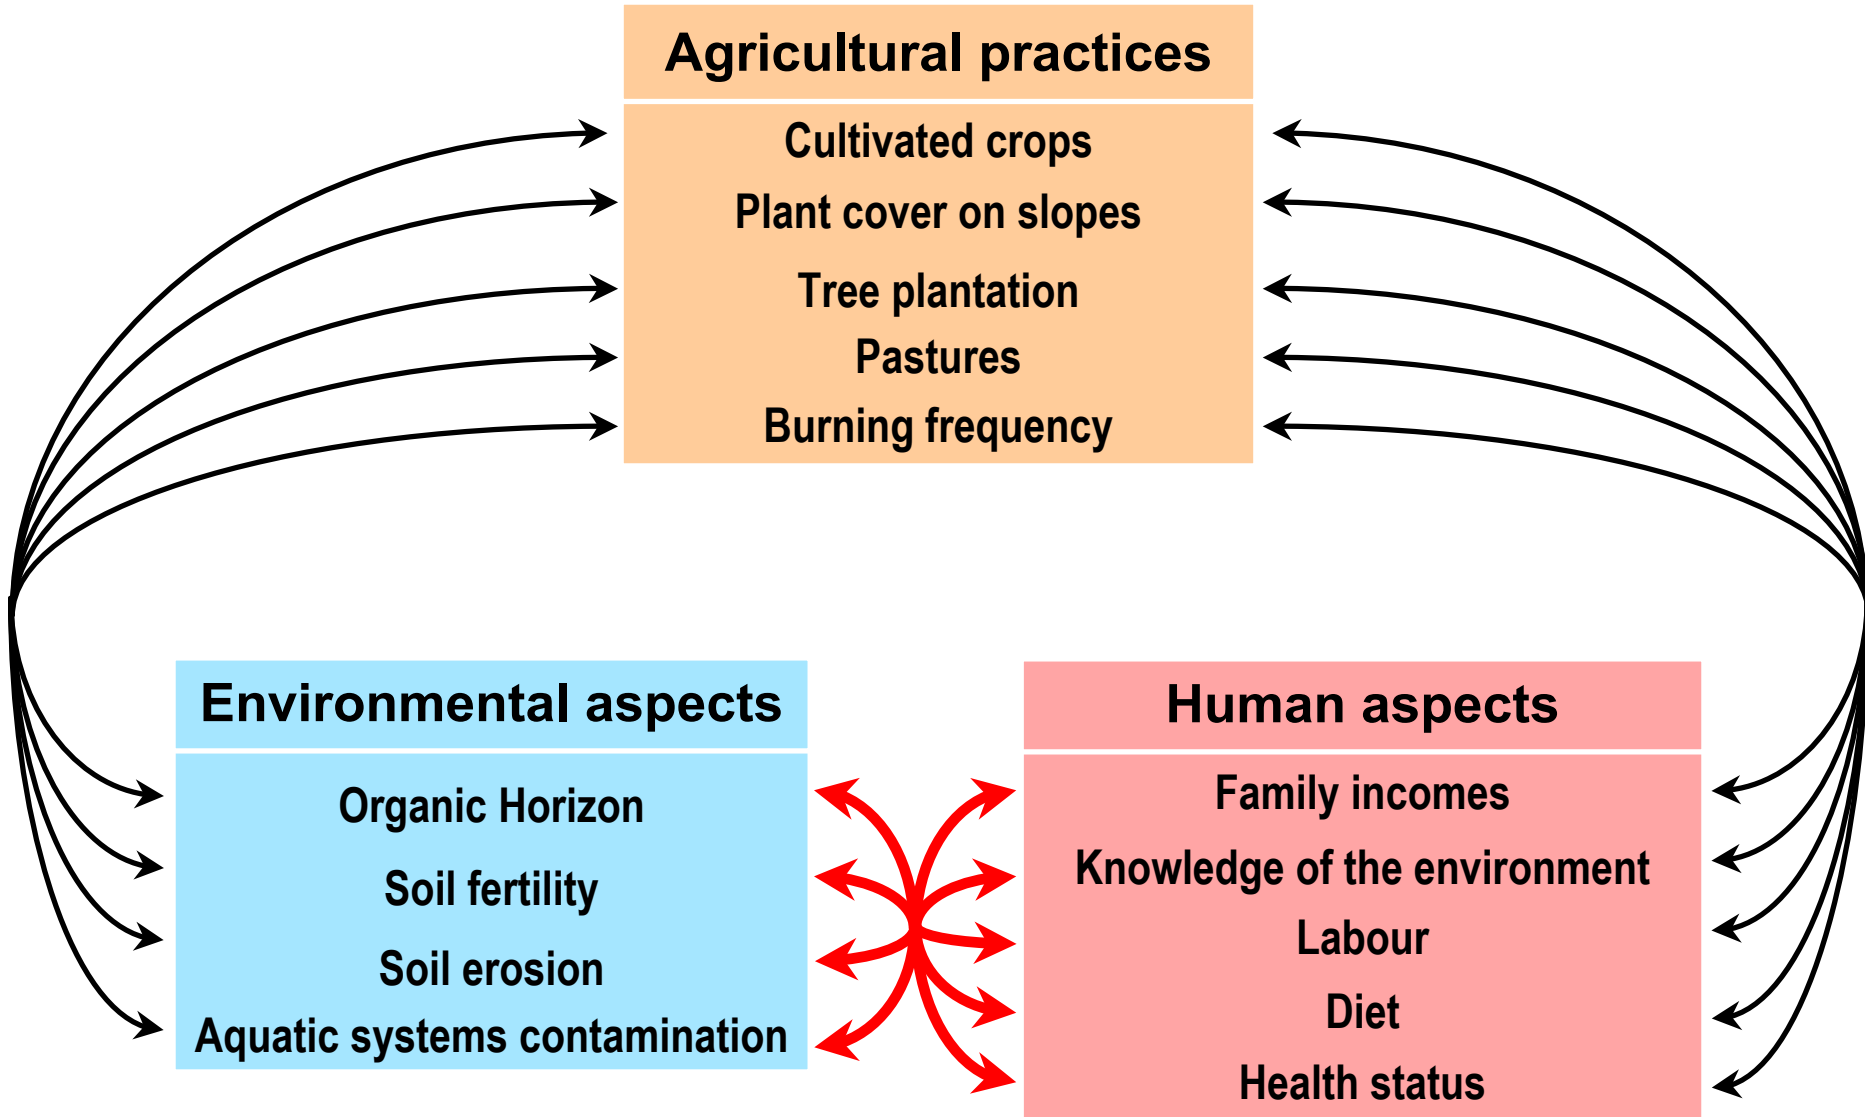 Agricultural practices
Cultivated crops
Plant cover on slopes
Tree plantation
Pastures
Burning frequency
Environmental aspects
Organic Horizon
Soil fertility
Soil erosion
Aquatic systems contamination
Human aspects
Family incomes
Knowledge of the environment
Labour
Diet
Health status